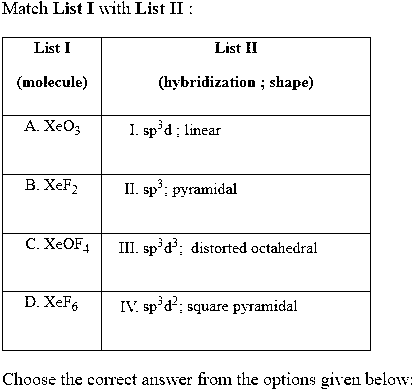 Match List I with List II :
List I List II
(molecule) (hybridization ; shape)
A. XeO₃ I. sp³d ; linear
B. XeF₂ II. sp³; pyramidal
C. XeOF₄ III. sp³d³; distorted octahedral
D. XeF₆ IV. sp³d²; square pyramidal
Choose the correct answer from the options given below: